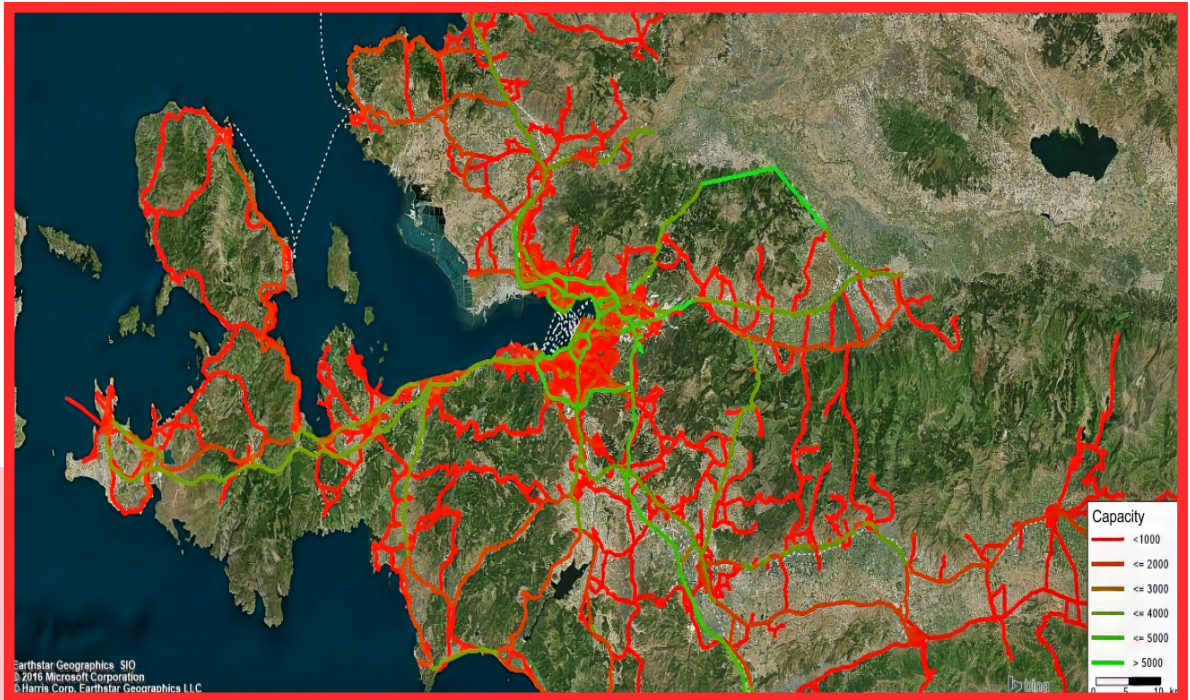 Capacity
<1000
<= 2000
<= 3000
<= 4000
<= 5000
> 5000
0 5 10
Earthstar Geographics SIO
© 2016 Microsoft Corporation
© Harris Corp, Earthstar Geographics LLC
bing